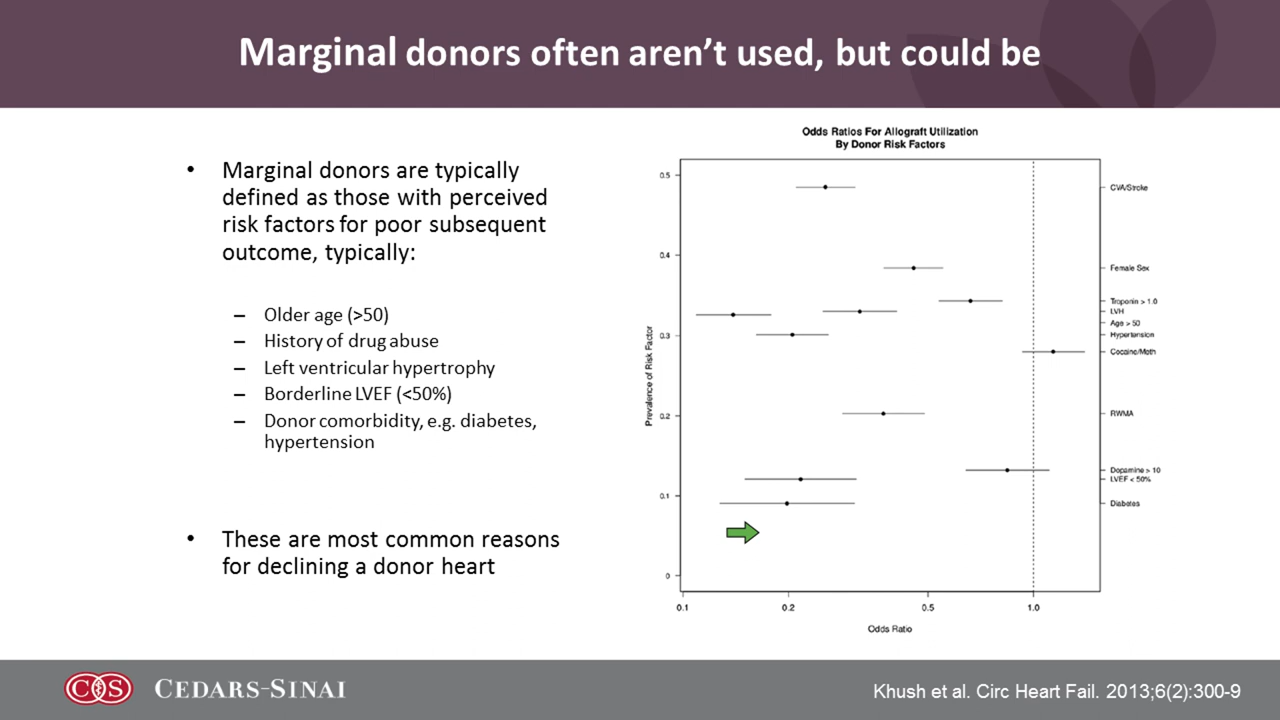 Marginal donors often aren’t used, but could be
• Marginal donors are typically
defined as those with perceived
risk factors for poor subsequent
outcome, typically:
– Older age (>50)
– History of drug abuse
– Left ventricular hypertrophy
– Borderline LVEF (<50%)
– Donor comorbidity, e.g. diabetes,
hypertension
• These are most common reasons
for declining a donor heart
Odds Ratios For Allograft Utilization
By Donor Risk Factors
Prevalence of Risk Factor
0.5
0.4
0.3
0.2
0.1
0
CVA/Stroke
Female Sex
Troponin > 1.0
LVH
Age > 50
Hypertension
Cocaine/Meth
RWMA
Dopamine > 10
LVEF < 50%
Diabetes
0.1 0.2 0.5 1.0
Odds Ratio
CS CEDARS-SINAI
Khush et al. Circ Heart Fail. 2013;6(2):300-9